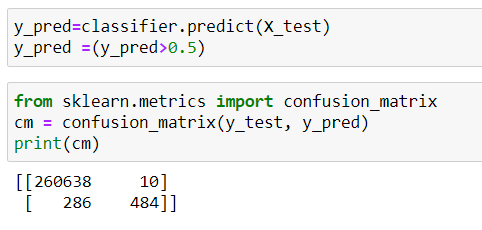 y_pred=classifier.predict(X_test)
y_pred =(y_pred>0.5)
from sklearn.metrics import confusion_matrix
cm = confusion_matrix(y_test, y_pred)
print(cm)
[[260638     10]
 [   286    484]]